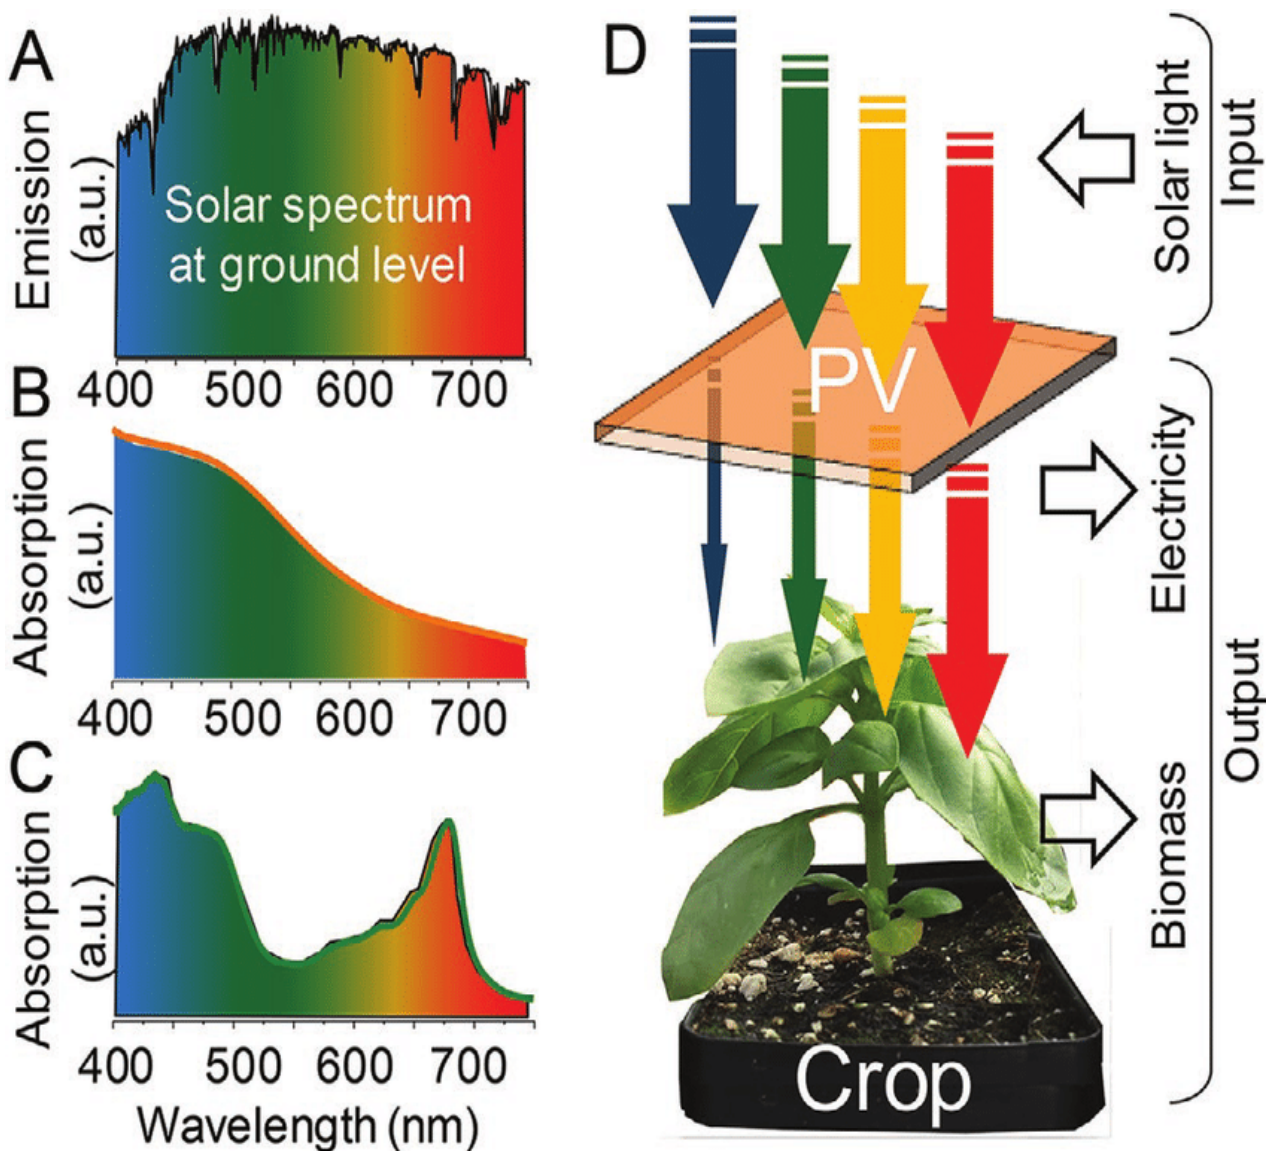 A
Emission
(a.u.)
Solar spectrum
at ground level
400 500 600 700
B
Absorption
(a.u.)
400 500 600 700
C
Absorption
(a.u.)
400 500 600 700
Wavelength (nm)
D
PV
Crop
Solar light
Input
Electricity
Biomass
Output